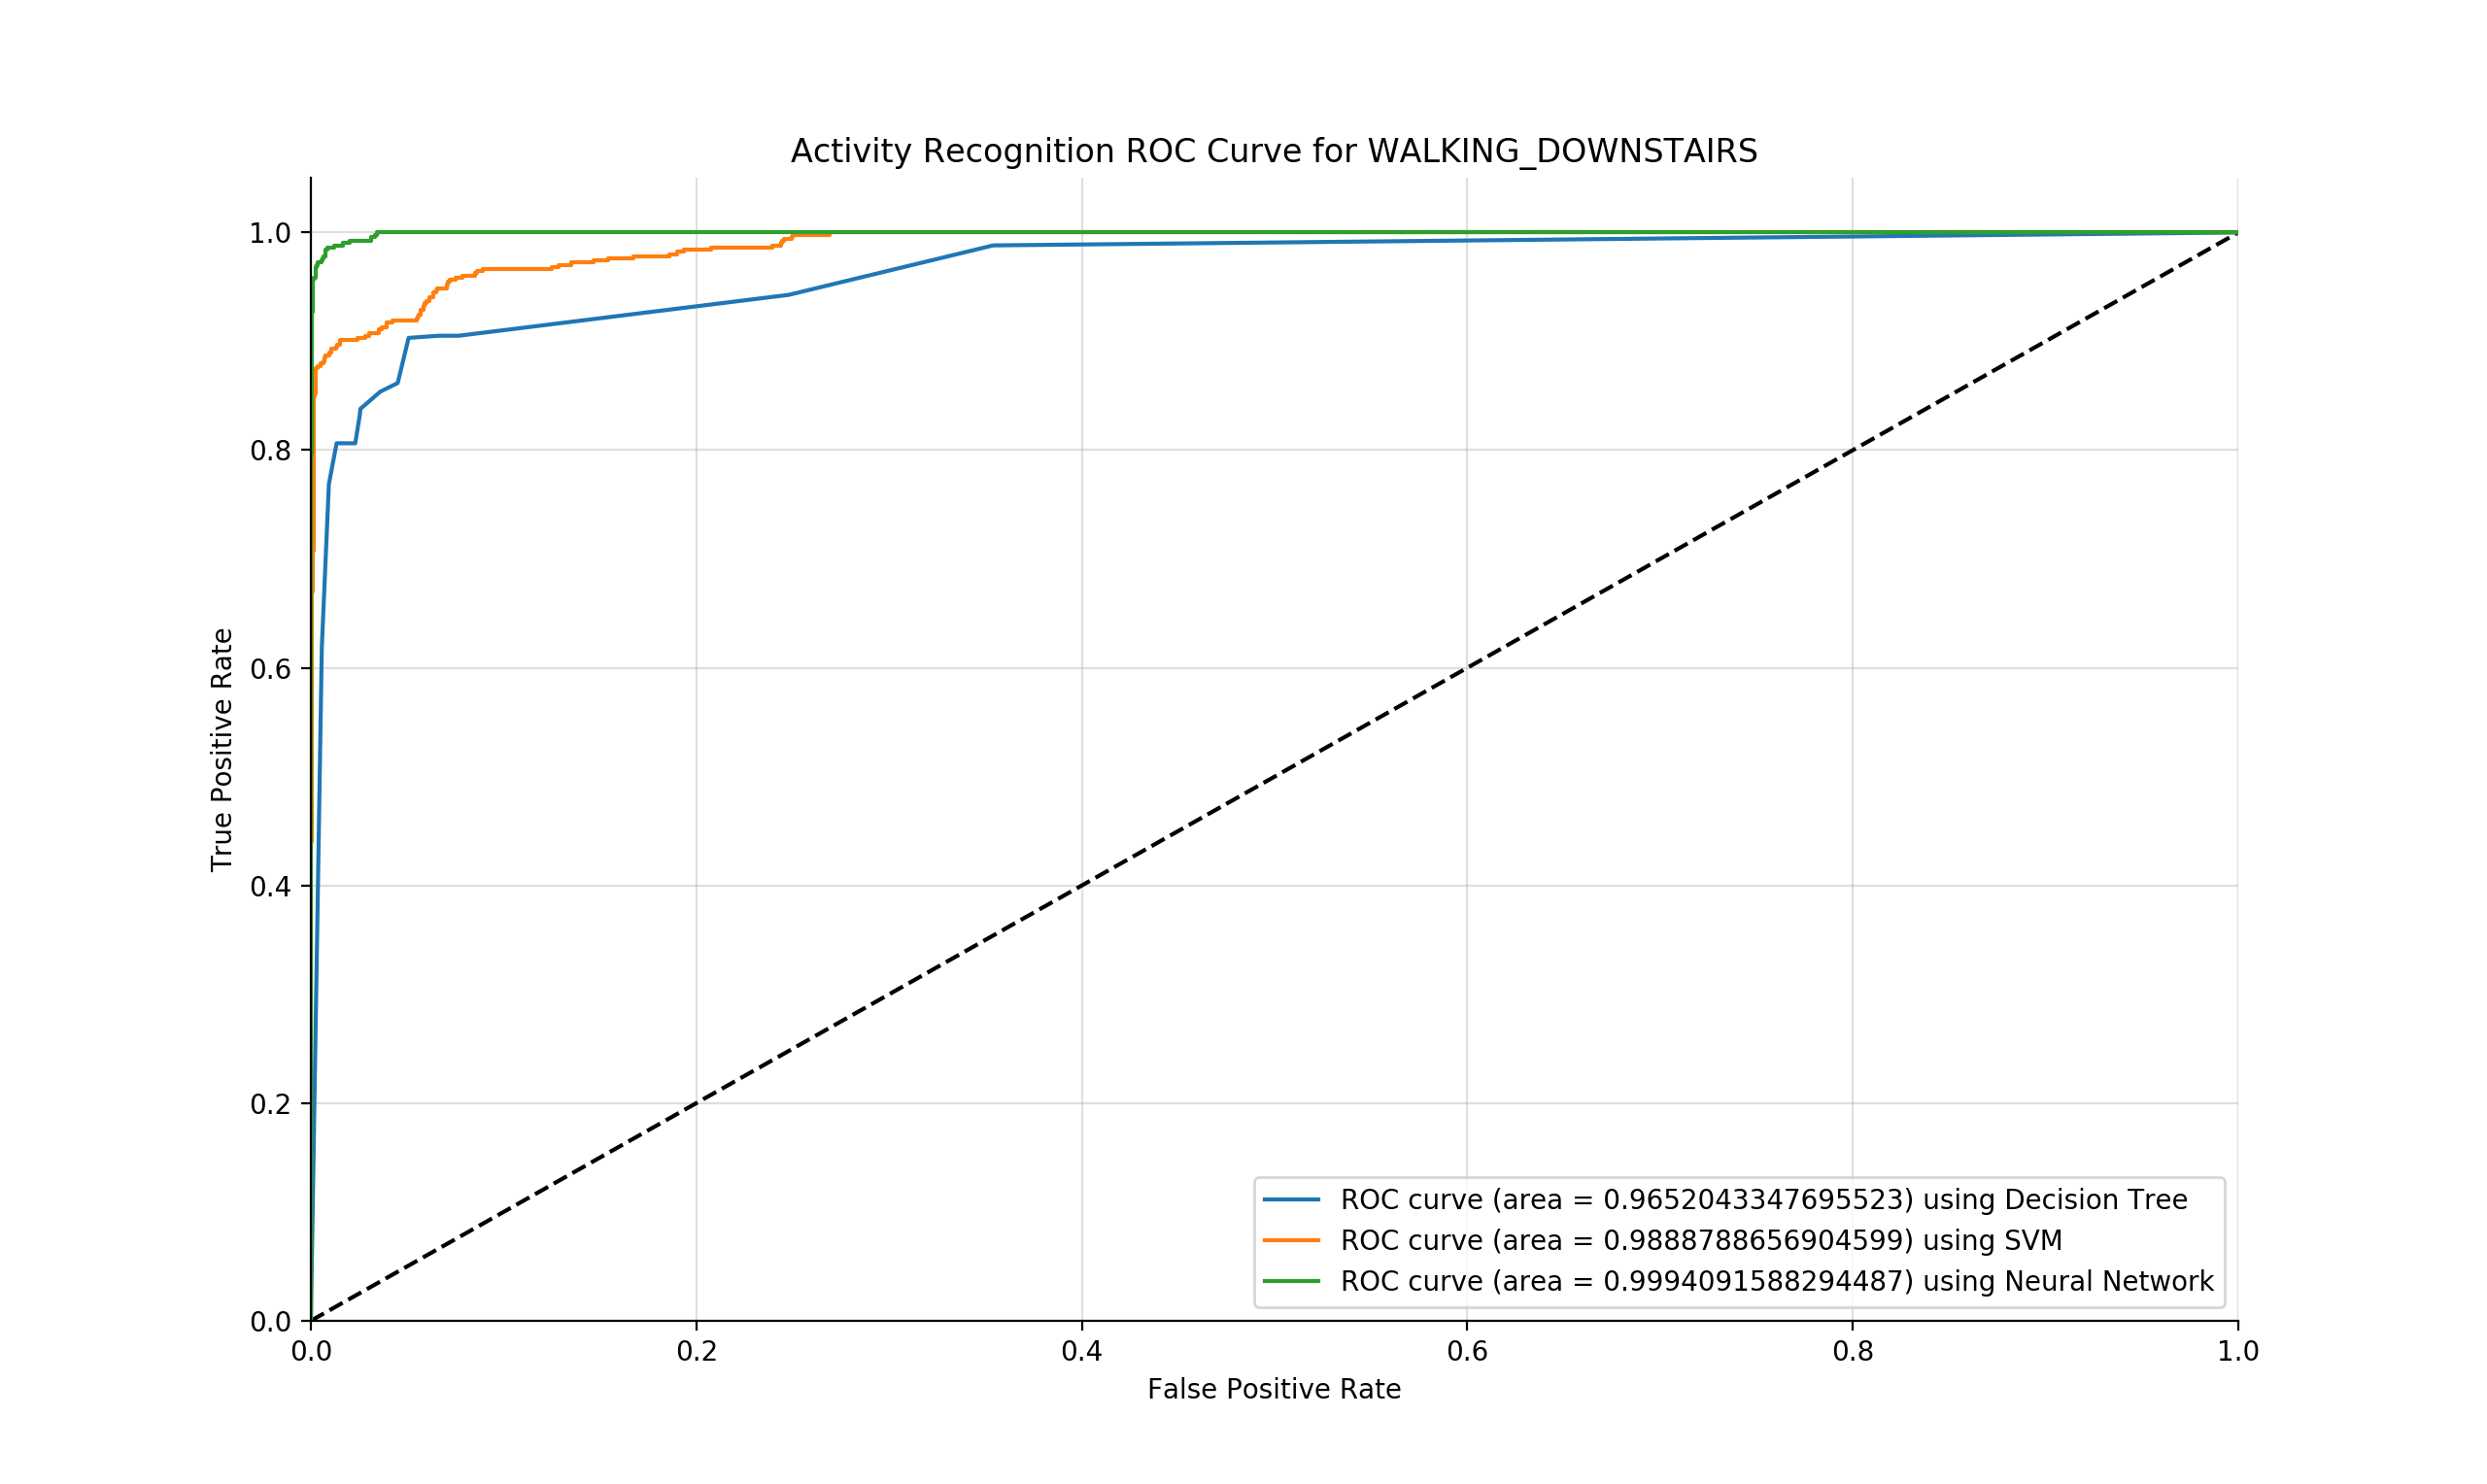 Activity Recognition ROC Curve for WALKING_DOWNSTAIRS
True Positive Rate
1.0
0.8
0.6
0.4
0.2
0.0
0.0 0.2 0.4 0.6 0.8 1.0
False Positive Rate
ROC curve (area = 0.9652043347695523) using Decision Tree
ROC curve (area = 0.9888788656904599) using SVM
ROC curve (area = 0.9994091588294487) using Neural Network